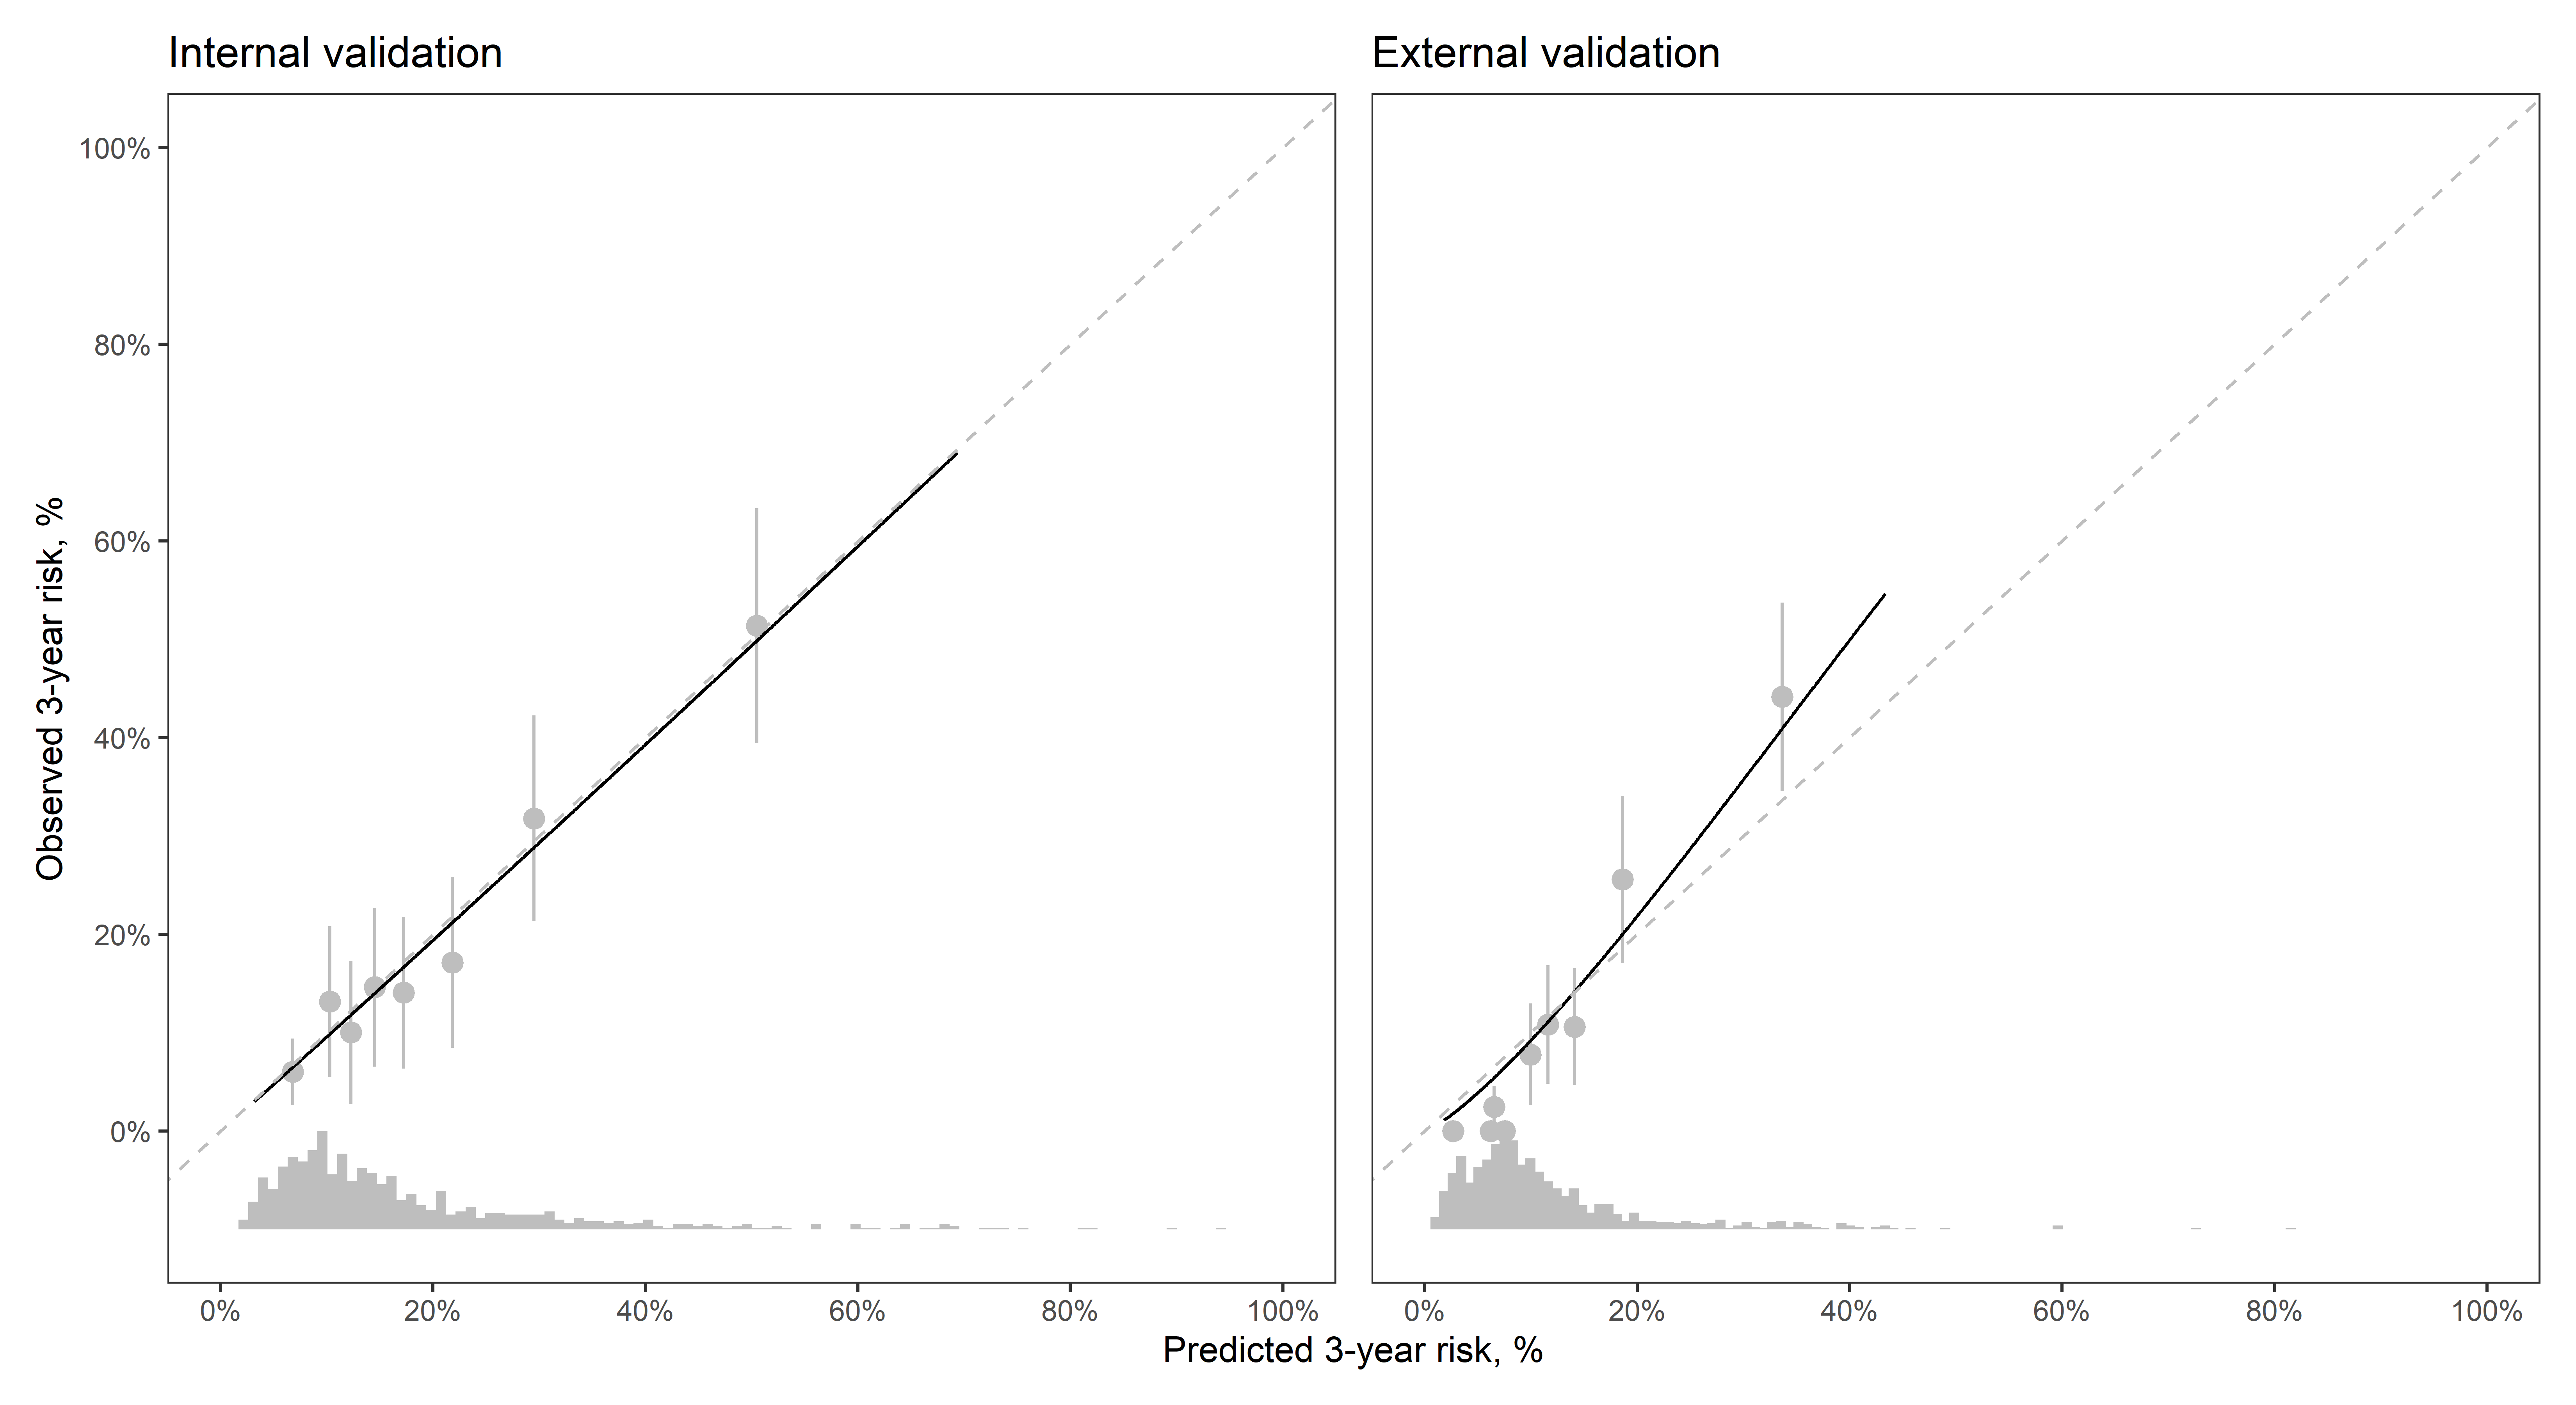 Internal validation
External validation
Observed 3-year risk, %
100%
80%
60%
40%
20%
0%
0% 20% 40% 60% 80% 100%
0% 20% 40% 60% 80% 100%
Predicted 3-year risk, %